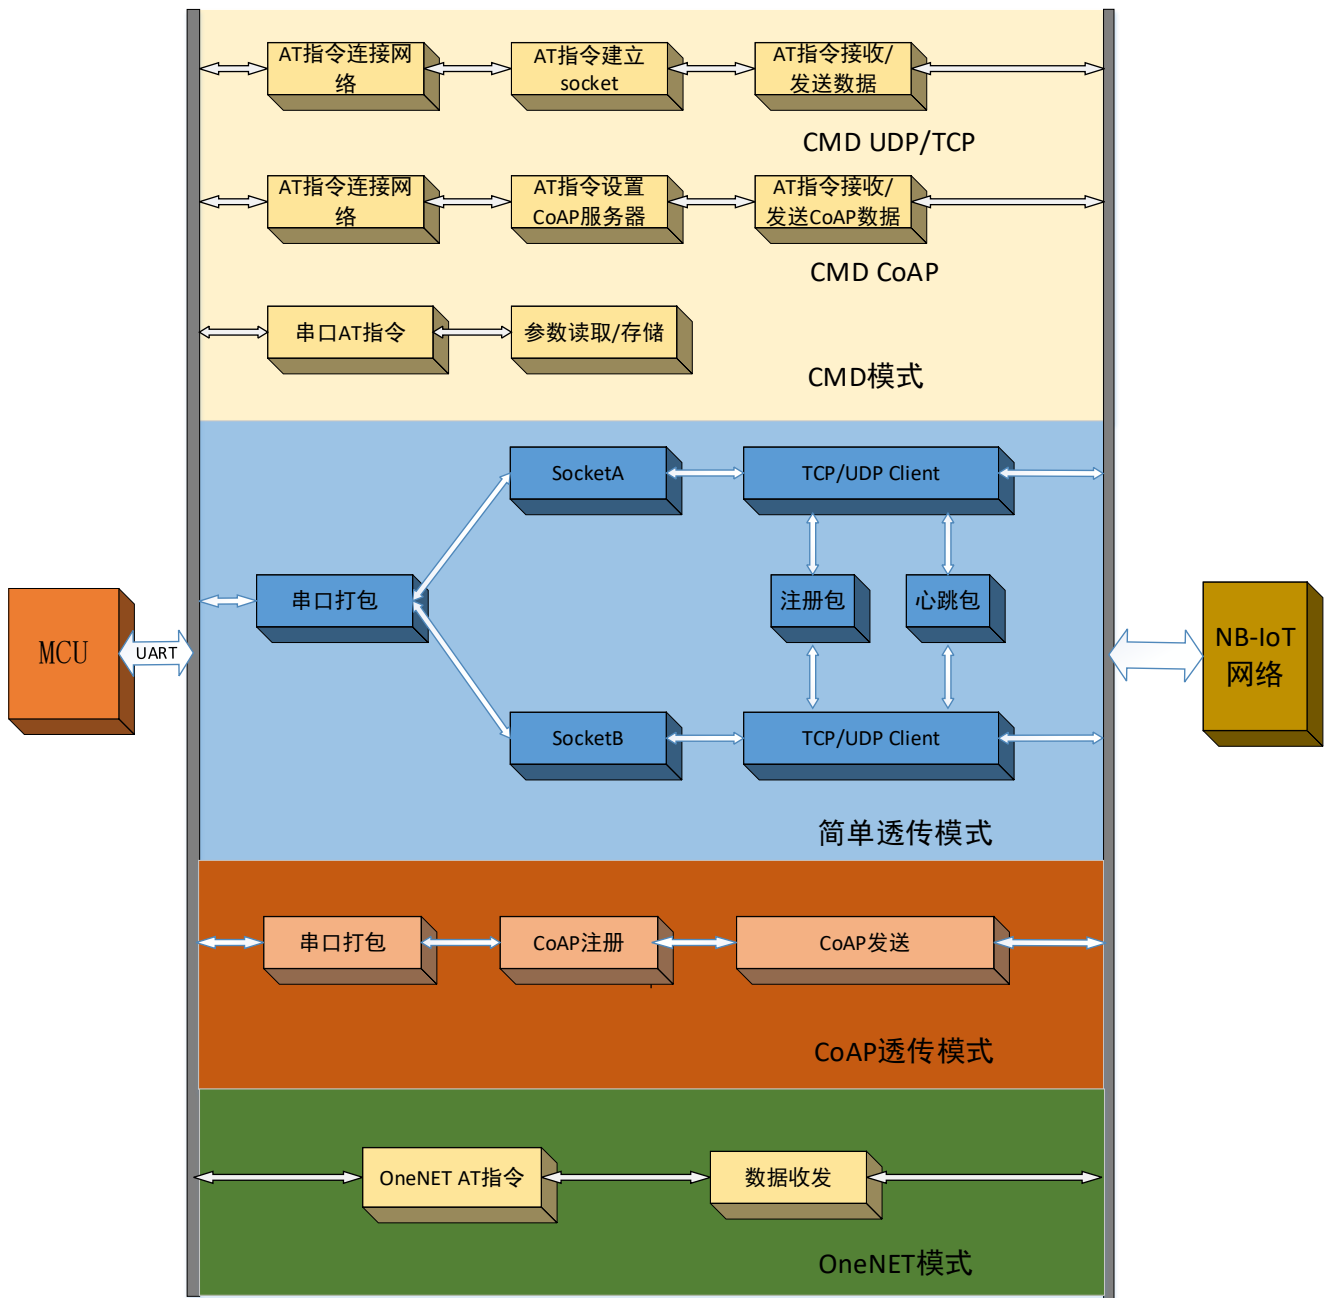 AT指令连接网
络
AT指令建立
socket
AT指令接收/
发送数据
CMD UDP/TCP
AT指令连接网
络
AT指令设置
CoAP服务器
AT指令接收/
发送CoAP数据
CMD CoAP
串口AT指令
参数读取/存储
CMD模式
SocketA
TCP/UDP Client
串口打包
注册包
心跳包
MCU
UART
NB-IoT
网络
SocketB
TCP/UDP Client
简单透传模式
串口打包
CoAP注册
CoAP发送
CoAP透传模式
OneNET AT指令
数据收发
OneNET模式